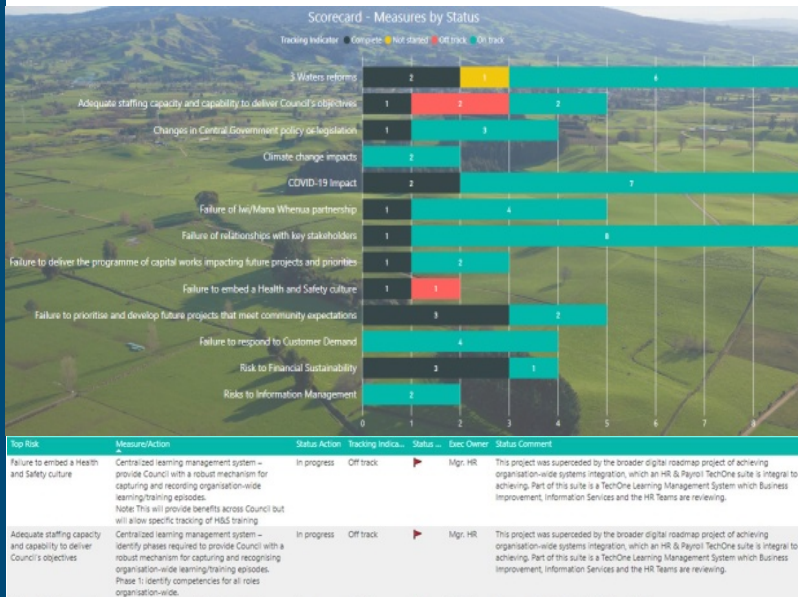 Scorecard - Measures by Status
Tracking Indicator Complete Not started Off track On track
3 Waters reforms 2 1 6
Adequate staffing capacity and capability to deliver Council's objectives 1 2 2
Changes in Central Government policy or legislation 1 3
Climate change impacts 2
COVID-19 Impact 2 7
Failure of Iwi/Mana Whenua partnership 1 4
Failure of relationships with key stakeholders 1 8
Failure to deliver the programme of capital works impacting future projects and priorities 1 2
Failure to embed a Health and Safety culture 1 1
Failure to prioritise and develop future projects that meet community expectations 3 2
Failure to respond to Customer Demand 4
Risk to Financial Sustainability 3 1
Risks to Information Management 2
0 1 2 3 4 5 6 7 8
Top Risk Measure/Action Status Action Tracking Indica... Status ... Exec Owner Status Comment
Failure to embed a Health Centralized learning management system – In progress Off track Mgr. HR This project was superceded by the broader digital roadmap project of achieving
and Safety culture provide Council with a robust mechanism for organisation-wide systems integration, which an HR & Payroll TechOne suite is integral to
capturing and recording organisation-wide achieving. Part of this suite is a TechOne Learning Management System which Business
learning/training episodes. Improvement, Information Services and the HR Teams are reviewing.
Note: This will provide benefits across Council but
will allow specific tracking of H&S training
Adequate staffing capacity Centralized learning management system – In progress Off track Mgr. HR This project was superceded by the broader digital roadmap project of achieving
and capability to deliver Identify phases required to provide Council with a organisation-wide systems integration, which an HR & Payroll TechOne suite is integral to
Council's objectives robust mechanism for capturing and recognising achieving. Part of this suite is a TechOne Learning Management System which Business
organisation-wide learning/training episodes. Improvement, Information Services and the HR Teams are reviewing.
Phase 1: Identify competencies for all roles
organisation-wide.